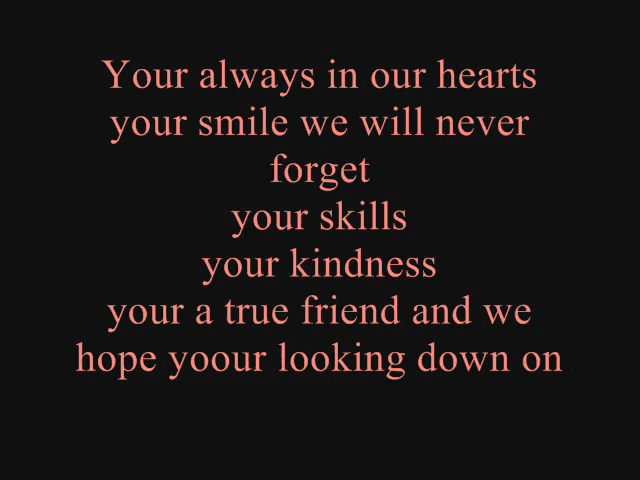 Your always in our hearts
your smile we will never
forget
your skills
your kindness
your a true friend and we
hope yoour looking down on